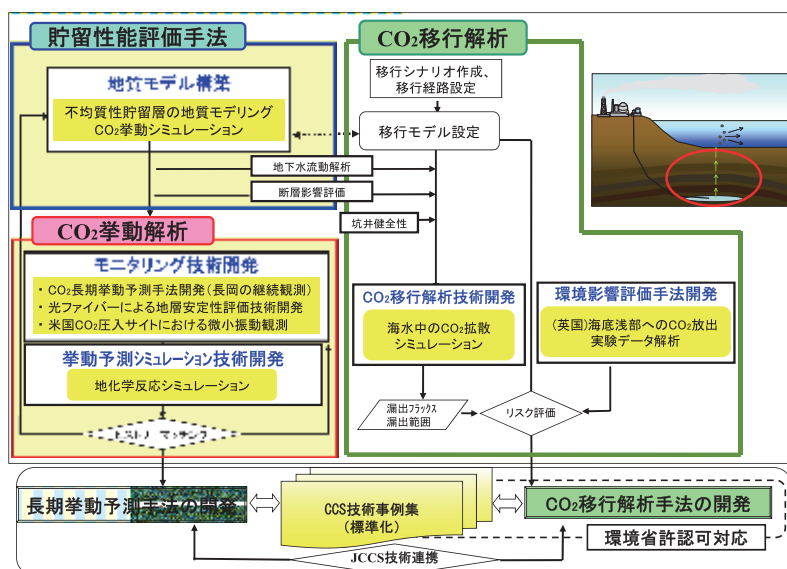 貯留性能評価手法
CO2移行解析
地質モデル構築
不均質性貯留層の地質モデリング
CO2挙動シミュレーション
移行シナリオ作成、
移行経路設定
移行モデル設定
地下水流動解析
断層影響評価
坑井健全性
CO2挙動解析
モニタリング技術開発
・CO2長期挙動予測手法開発(長岡の継続観測)
・光ファイバーによる地層安定性評価技術開発
・米国CO2圧入サイトにおける微小振動観測
挙動予測シミュレーション技術開発
地化学反応シミュレーション
ヒストリーマッチング
CO2移行解析技術開発
海水中のCO2拡散
シミュレーション
環境影響評価手法開発
(英国)海底浅部へのCO2放出
実験データ解析
漏出フラックス
漏出範囲
リスク評価
長期挙動予測手法の開発
CCS技術事例集
(標準化)
CO2移行解析手法の開発
環境省許認可対応
JCCS技術連携